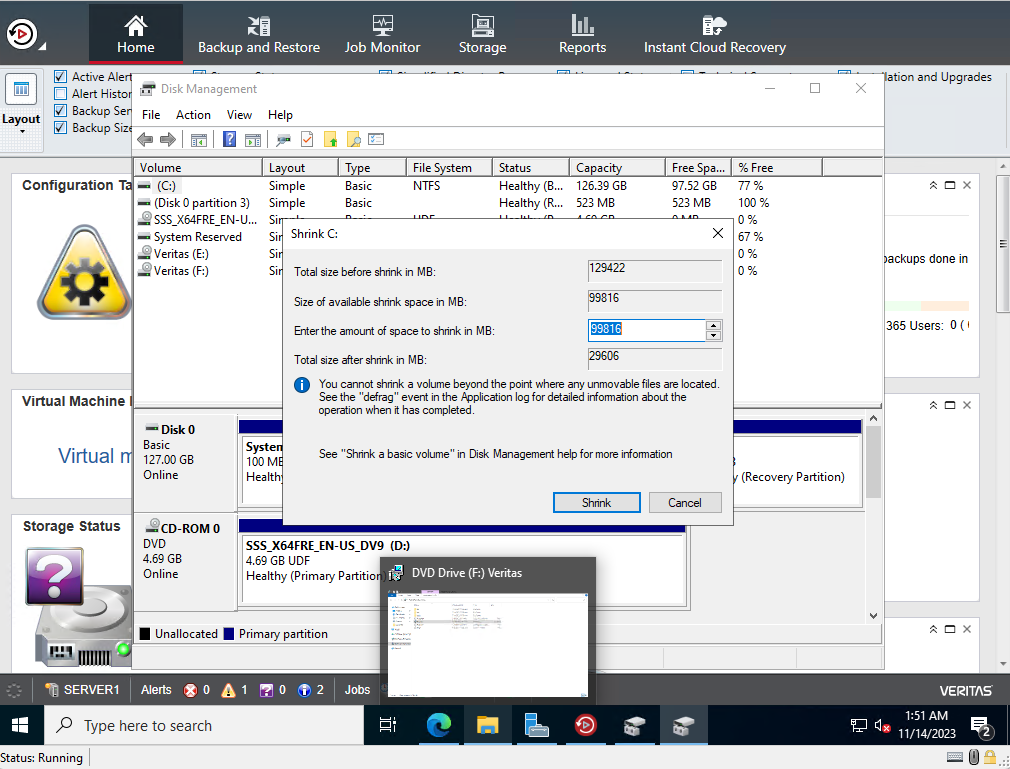 Home
Backup and Restore
Job Monitor
Storage
Reports
Instant Cloud Recovery
Layout
Active Alert
Alert Histor
Backup Ser
Backup Size
allation and Upgrades
Disk Management
File Action View Help
Volume Layout Type File System Status Capacity Free Spa... % Free
(C:) Simple Basic NTFS Healthy (B... 126.39 GB 97.52 GB 77 %
(Disk 0 partition 3) Simple Basic Healthy (R... 523 MB 523 MB 100 %
SSS_X64FRE_EN-U... Simple Basic UDF 4.69 GB 0 MB 0 %
System Reserved 67 %
Veritas (E:) 0 %
Veritas (F:) 0 %
Configuration Ta
backups done in
365 Users: 0 (
Virtual Machine
Virtual m
Storage Status
Shrink C:
Total size before shrink in MB: 129422
Size of available shrink space in MB: 99816
Enter the amount of space to shrink in MB: 99816
Total size after shrink in MB: 29606
You cannot shrink a volume beyond the point where any unmovable files are located.
See the "defrag" event in the Application log for detailed information about the
operation when it has completed.
See "Shrink a basic volume" in Disk Management help for more information
Shrink Cancel
Disk 0
Basic
127.00 GB
Online
System
100 MB
Healthy
y (Recovery Partition)
CD-ROM 0
DVD
4.69 GB
Online
SSS_X64FRE_EN-US_DV9 (D:)
4.69 GB UDF
Healthy (Primary Partition)
Unallocated Primary partition
DVD Drive (F:) Veritas
SERVER1 Alerts 0 1 0 2 Jobs
VERITAS
Type here to search
1:51 AM
11/14/2023
2
Status: Running